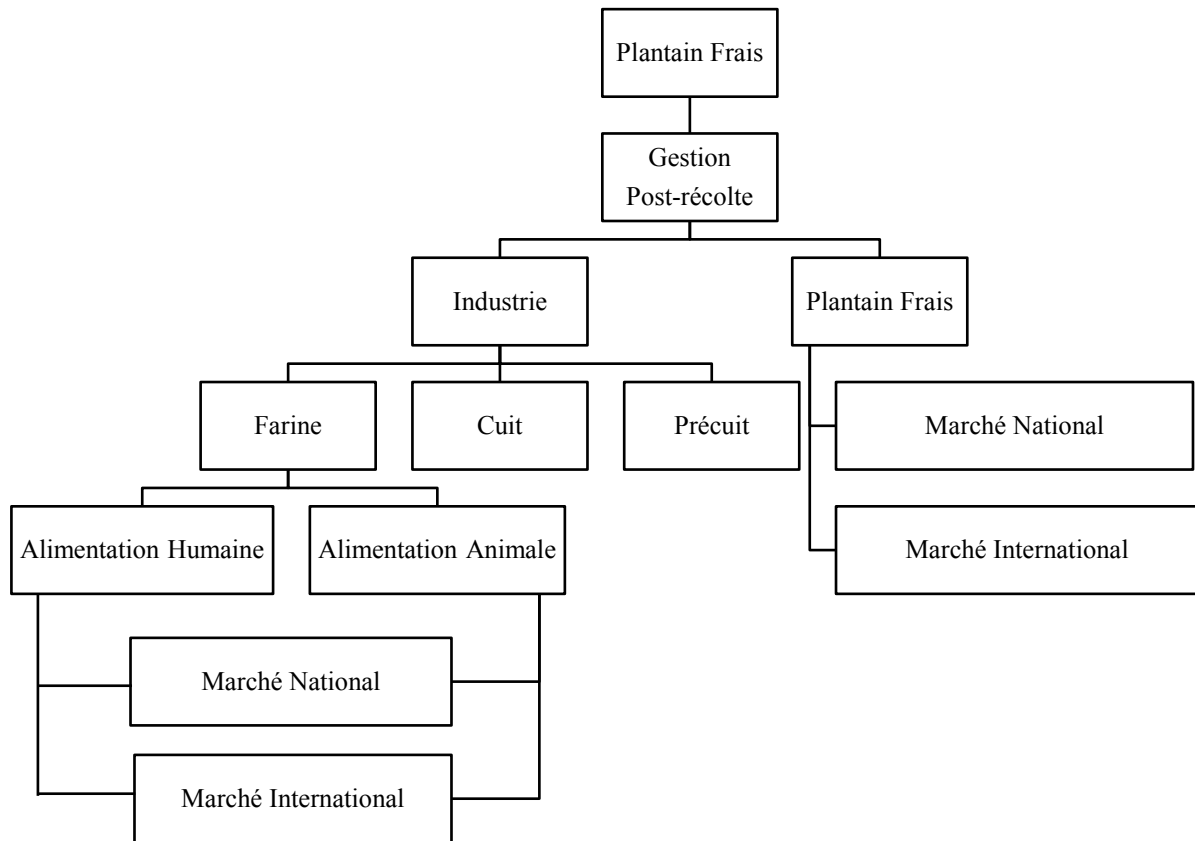 Plantain Frais
Gestion
Post-récolte
Industrie
Plantain Frais
Farine
Cuit
Précuit
Marché National
Alimentation Humaine
Alimentation Animale
Marché International
Marché National
Marché International